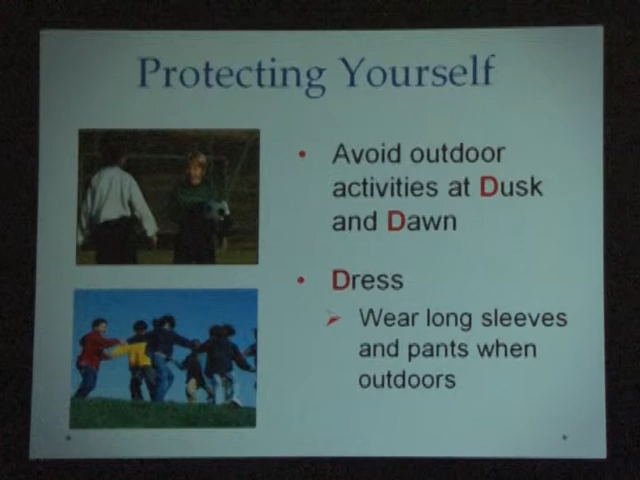 Protecting Yourself
Avoid outdoor
activities at Dusk
and Dawn
Dress
Wear long sleeves
and pants when
outdoors